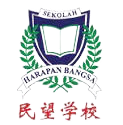 SEKOLAH
HARAPAN BANGSA
民望学校